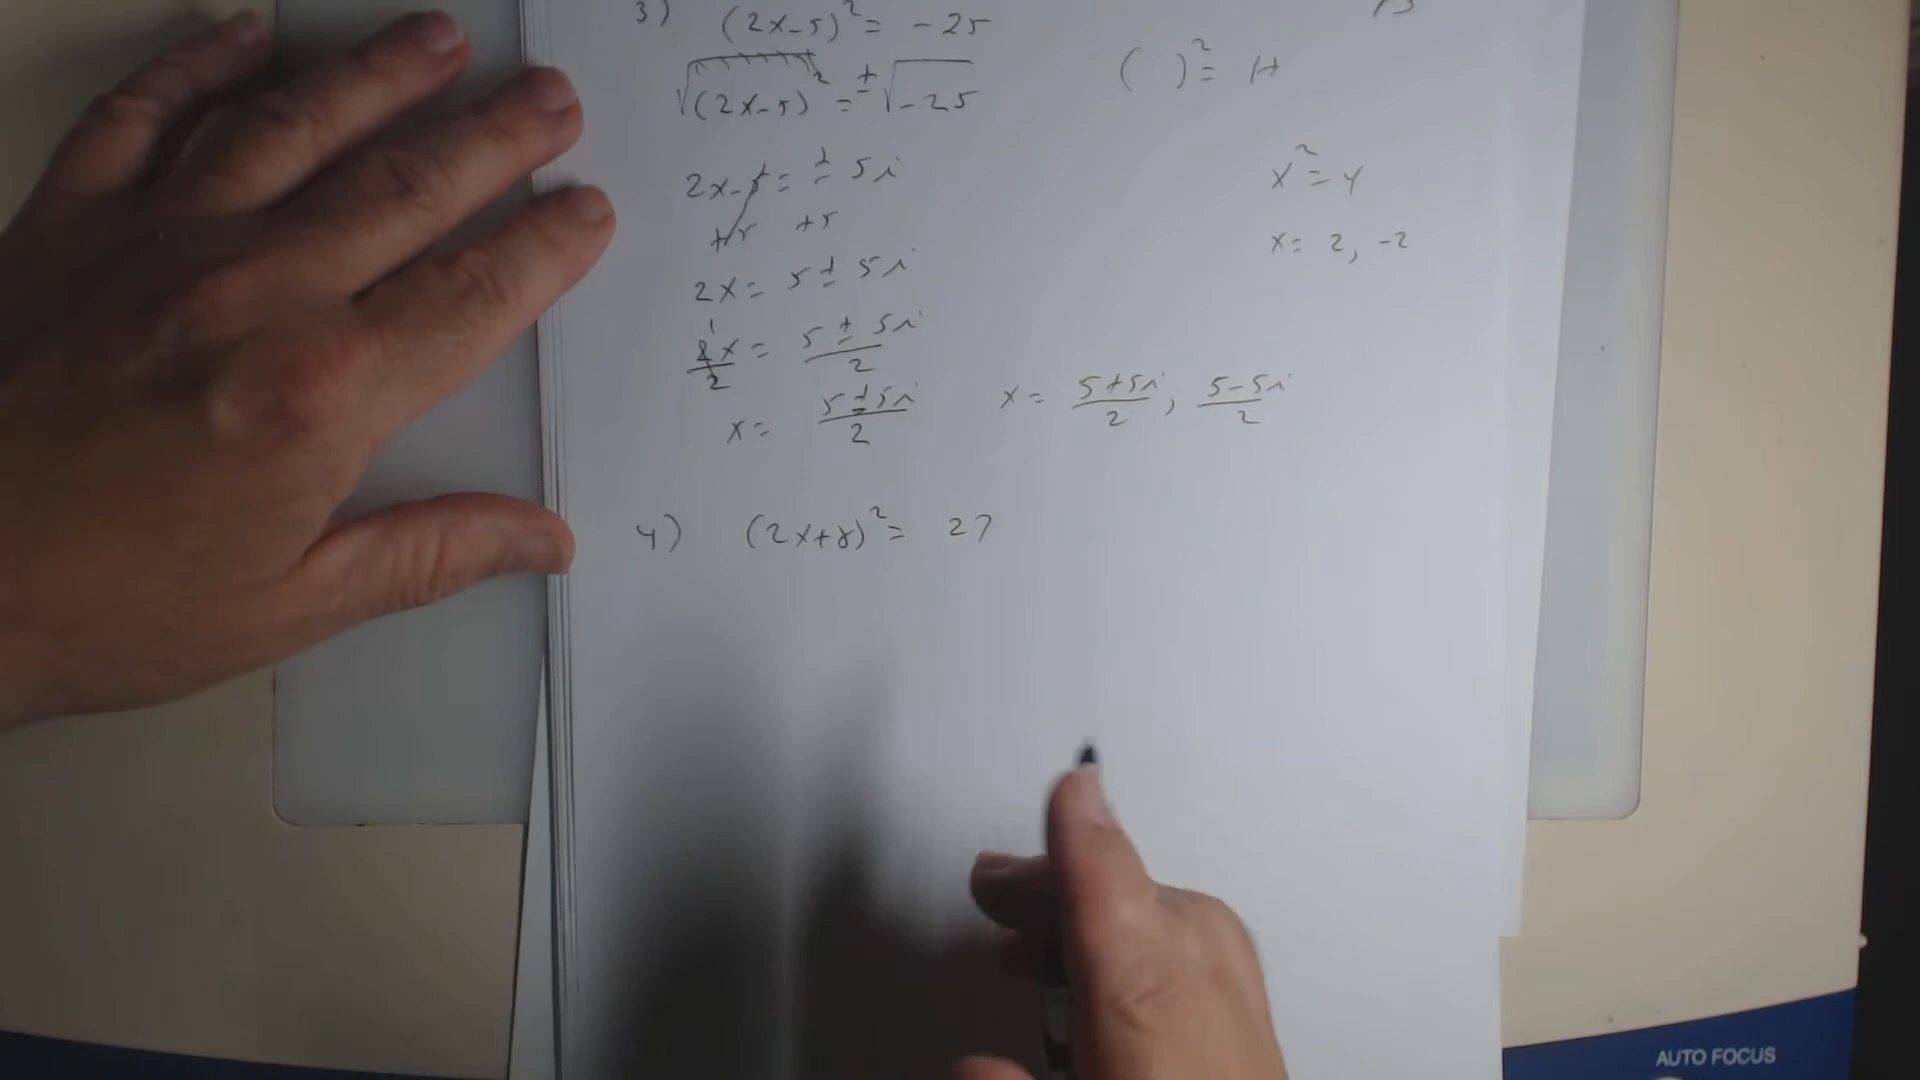 3) (2x-5)² = -25
√(2x-5)² = ±√-25
2x-5 = ± 5i
+5 +5
2x = 5 ± 5i
2x/2 = 5 ± 5i/2
1
x = 5±5i/2
x = 5+5i/2, 5-5i/2
( )² = H
x² = 4
x = 2, -2
4) (2x+8)² = 27
AUTO FOCUS